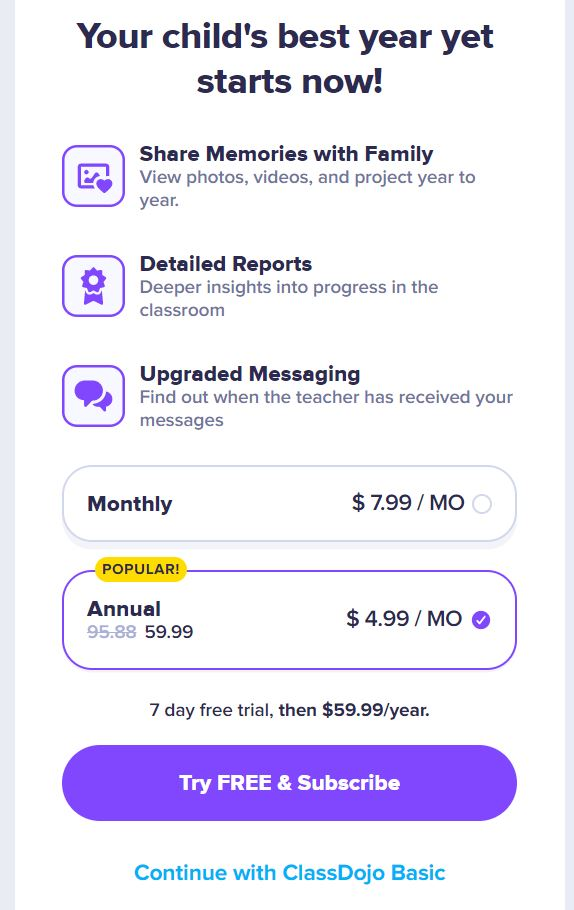 Your child's best year yet
starts now!
Share Memories with Family
View photos, videos, and project year to
year.
Detailed Reports
Deeper insights into progress in the
classroom
Upgraded Messaging
Find out when the teacher has received your
messages
Monthly
$ 7.99 / MO
POPULAR!
Annual
95.88 59.99
$ 4.99 / MO
7 day free trial, then $59.99/year.
Try FREE & Subscribe
Continue with ClassDojo Basic